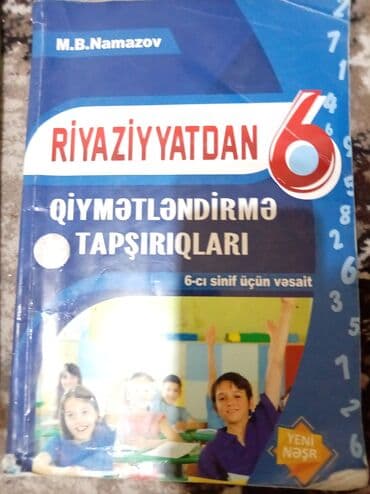 M.B.Namazov
RİYAZİYYATDAN 6
QİYMƏTLƏNDİRMƏ
TAPŞIRIQLARI
6-cı sinif üçün vəsait
YENİ
NƏŞR